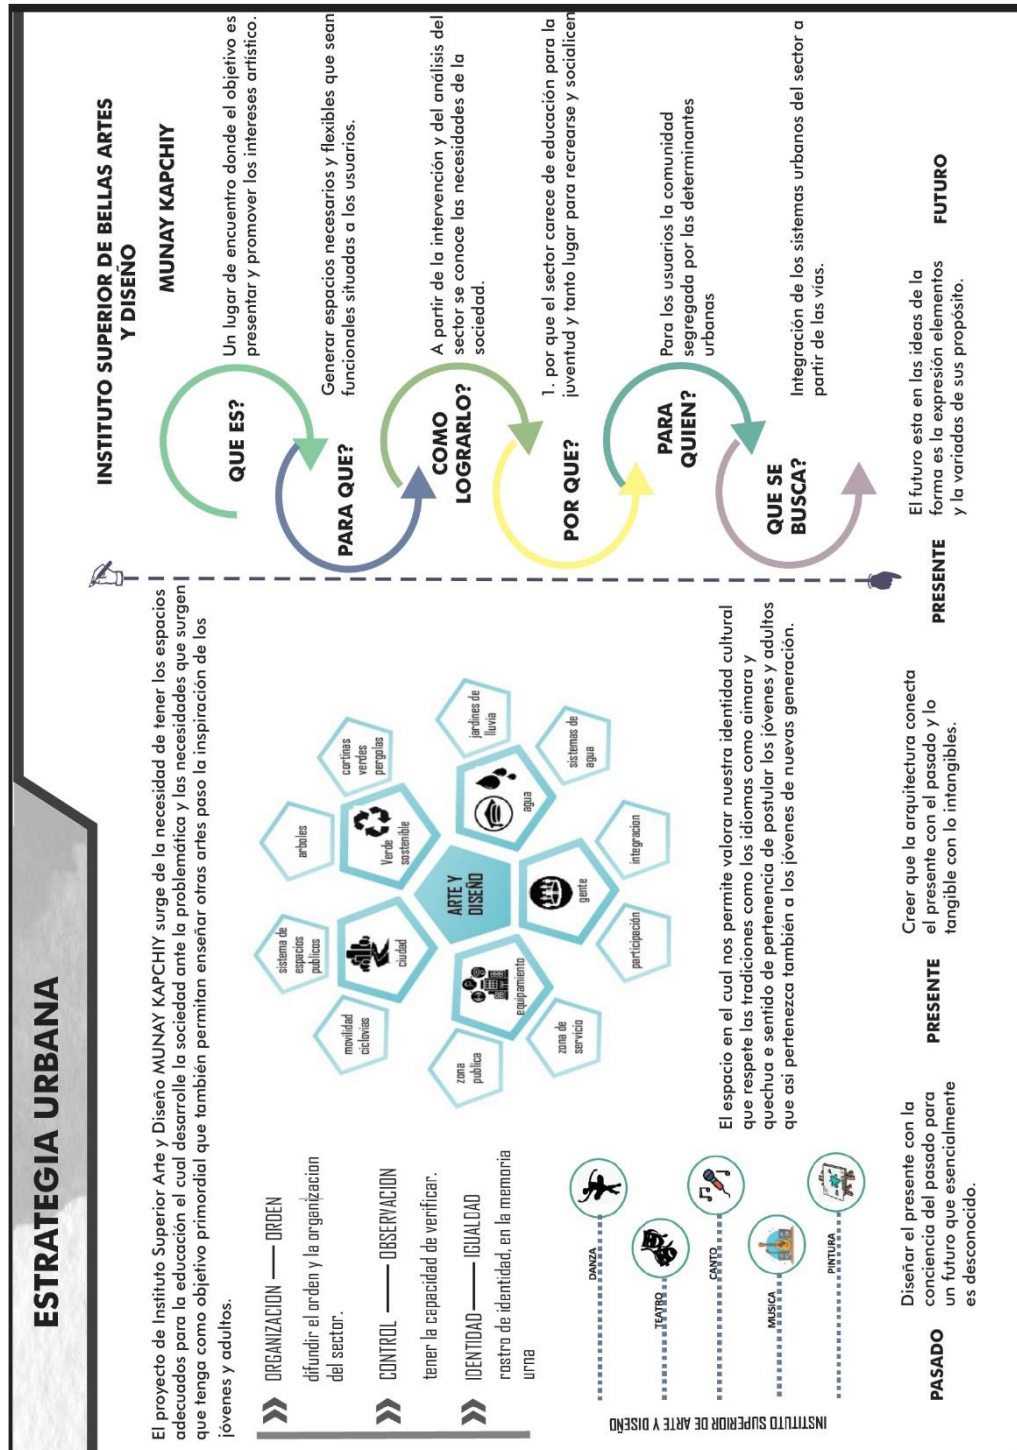 ESTRATEGIA URBANA
El proyecto de Instituto Superior Arte y Diseño MUNAY KAPCHIY surge de la necesidad de tener los espacios
adecuados para la educación el cual desarrolle la sociedad ante la problemática y las necesidades que surgen
que tenga como objetivo primordial que también permitan enseñar otras artes paso la inspiración de los
jóvenes y adultos.
ORGANIZACION ORDEN
difundir el orden y la organizacion
del sector.
CONTROL OBSERVACION
tener la capacidad de verificar.
IDENTIDAD IGUALDAD
rostro de identidad, en la memoria
urna
ARTE Y
DISEÑO
ciudad
Verde
sostenible
agua
gente
equipamiento
movilidad
ciclovias
sistema de
espacios
publicos
arboles
cortinas
verdes
pergolas
jardines de
lluvia
sistemas de
agua
integracion
participación
zona de
servicio
zona
publica
INSTITUTO SUPERIOR DE ARTE Y DISEÑO
DANZA
TEATRO
CANTO
MUSICA
PINTURA
El espacio en el cual nos permite valorar nuestra identidad cultural
que respete las tradiciones como los idiomas como aimara y
quechua e sentido de pertenencia de postular los jóvenes y adultos
que asi pertenezca también a los jóvenes de nuevas generación.
INSTITUTO SUPERIOR DE BELLAS ARTES
Y DISEÑO
MUNAY KAPCHIY
QUE ES?
Un lugar de encuentro donde el objetivo es
presentar y promover los intereses artístico.
PARA QUE?
Generar espacios necesarios y flexibles que sean
funcionales situadas a los usuarios.
COMO
LOGRARLO?
A partir de la intervención y del análisis del
sector se conoce las necesidades de la
sociedad.
POR QUE?
1. por que el sector carece de educación para la
juventud y tanto lugar para recrearse y socialicen
PARA
QUIEN?
Para los usuarios la comunidad
segregada por las determinantes
urbanas
QUE SE
BUSCA?
Integración de los sistemas urbanos del sector a
partir de las vías.
PASADO
Diseñar el presente con la
conciencia del pasado para
un futuro que esencialmente
es desconocido.
PRESENTE
Creer que la arquitectura conecta
el presente con el pasado y lo
tangible con lo intangibles.
PRESENTE
El futuro esta en las ideas de la
forma es la expresión elementos
y la variadas de sus propósito.
FUTURO